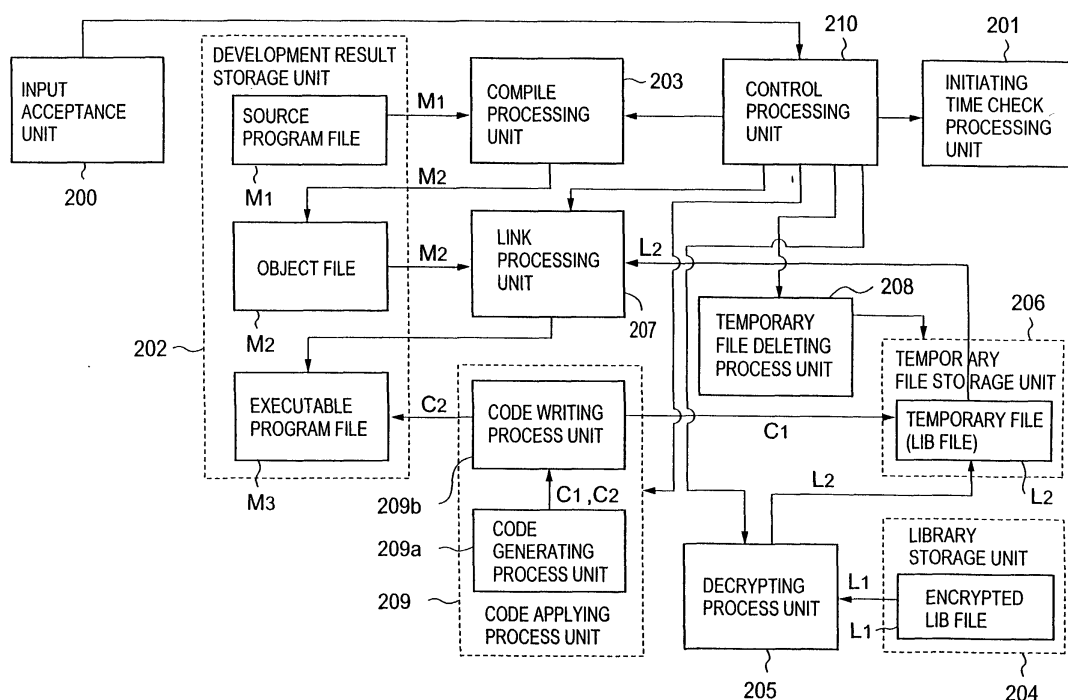 210
201
DEVELOPMENT RESULT
STORAGE UNIT
INPUT
ACCEPTANCE
UNIT
200
SOURCE
PROGRAM FILE
M1
M1
COMPILE
PROCESSING
UNIT
203
CONTROL
PROCESSING
UNIT
INITIATING
TIME CHECK
PROCESSING
UNIT
M2
OBJECT FILE
M2
M2
LINK
PROCESSING
UNIT
207
L2
208
TEMPORARY
FILE DELETING
PROCESS UNIT
206
TEMPORARY
FILE STORAGE UNIT
TEMPORARY FILE
(LIB FILE)
L2
202
EXECUTABLE
PROGRAM FILE
M3
C2
CODE WRITING
PROCESS UNIT
C1
209b
C1,C2
209a
CODE
GENERATING
PROCESS UNIT
209
CODE APPLYING
PROCESS UNIT
L2
DECRYPTING
PROCESS UNIT
205
L1
LIBRARY
STORAGE UNIT
ENCRYPTED
LIB FILE
L1
204